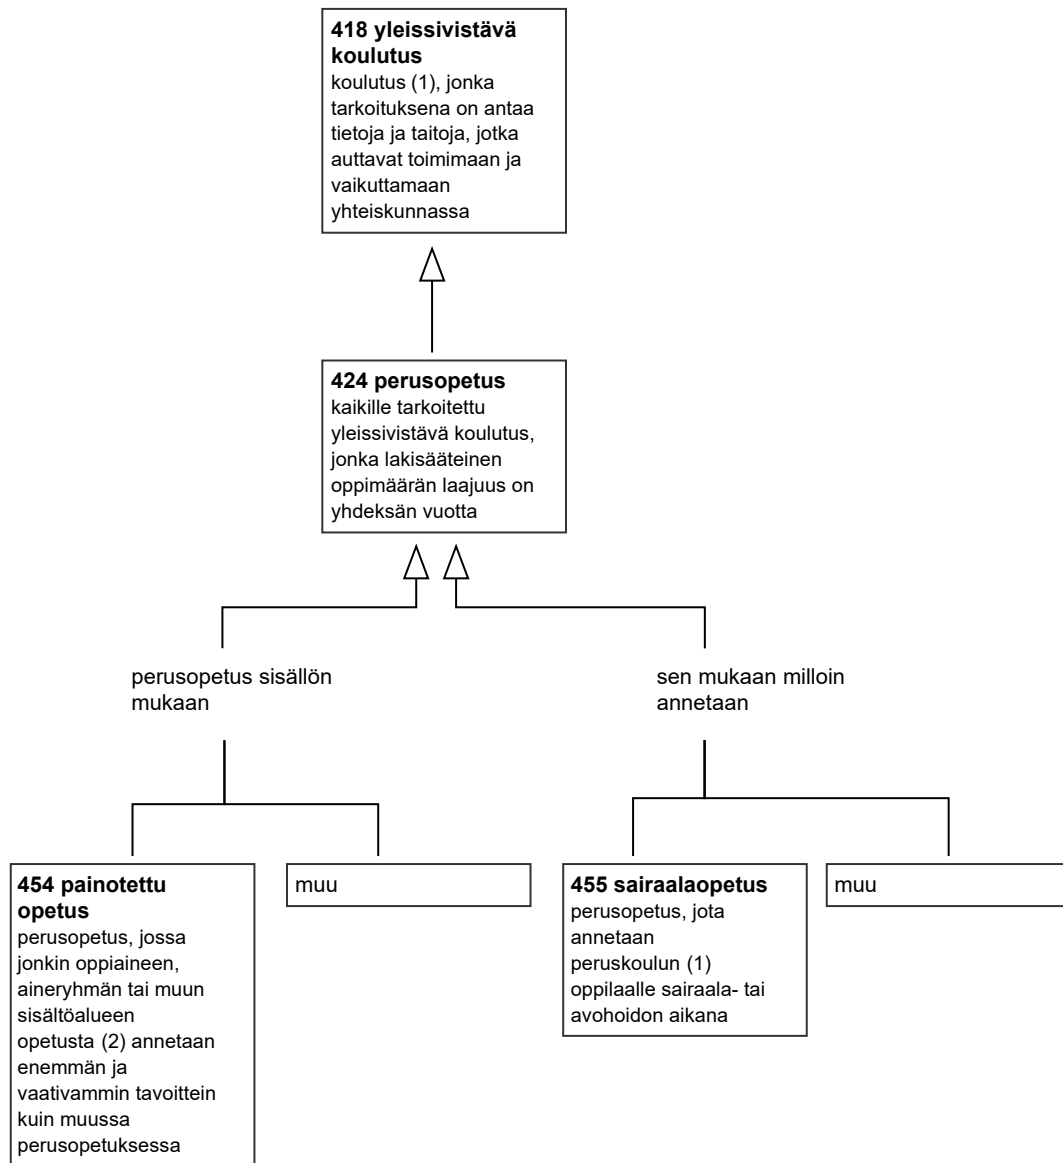 418 yleissivistävä
koulutus
koulutus (1), jonka
tarkoituksena on antaa
tietoja ja taitoja, jotka
auttavat toimimaan ja
vaikuttamaan
yhteiskunnassa
424 perusopetus
kaikille tarkoitettu
yleissivistävä koulutus,
jonka lakisääteinen
oppimäärän laajuus on
yhdeksän vuotta
perusopetus sisällön
mukaan
sen mukaan milloin
annetaan
454 painotettu
opetus
perusopetus, jossa
jonkin oppiaineen,
aineryhmän tai muun
sisältöalueen
opetusta (2) annetaan
enemmän ja
vaativammin tavoittein
kuin muussa
perusopetuksessa
muu
455 sairaalaopetus
perusopetus, jota
annetaan
peruskoulun (1)
oppilaalle sairaala- tai
avohoidon aikana
muu